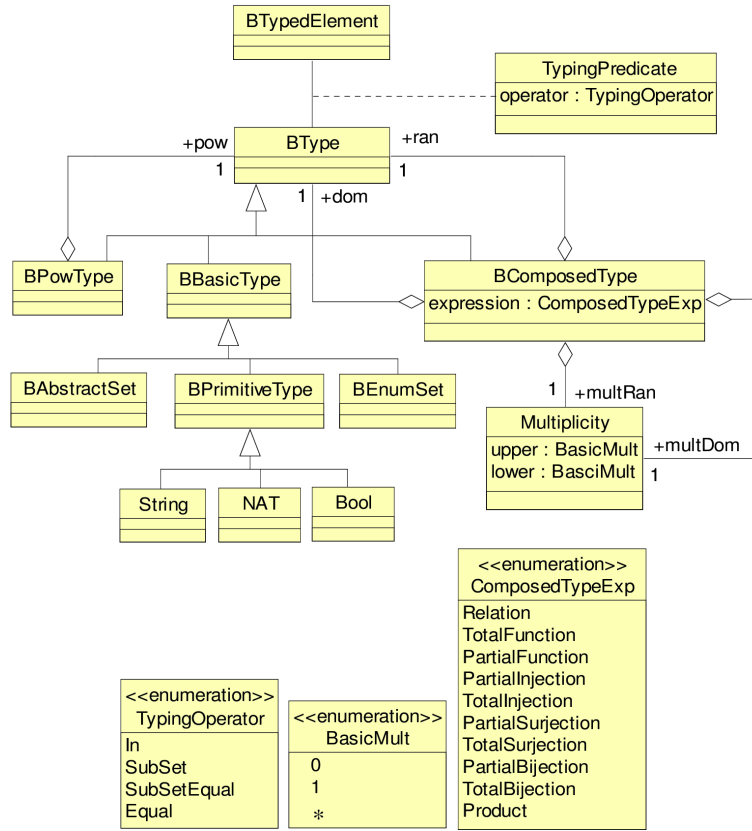 BTypedElement
TypingPredicate
operator : TypingOperator
+pow
BType
+ran
1
1
1
+dom
BPowType
BBasicType
BComposedType
expression : ComposedTypeExp
BAbstractSet
BPrimitiveType
BEnumSet
1
+multRan
Multiplicity
upper : BasicMult
lower : BasciMult
+multDom
1
String
NAT
Bool
<<enumeration>>
ComposedTypeExp
Relation
TotalFunction
PartialFunction
PartialInjection
TotalInjection
PartialSurjection
TotalSurjection
PartialBijection
TotalBijection
Product
<<enumeration>>
TypingOperator
In
SubSet
SubSetEqual
Equal
<<enumeration>>
BasicMult
0
1
*